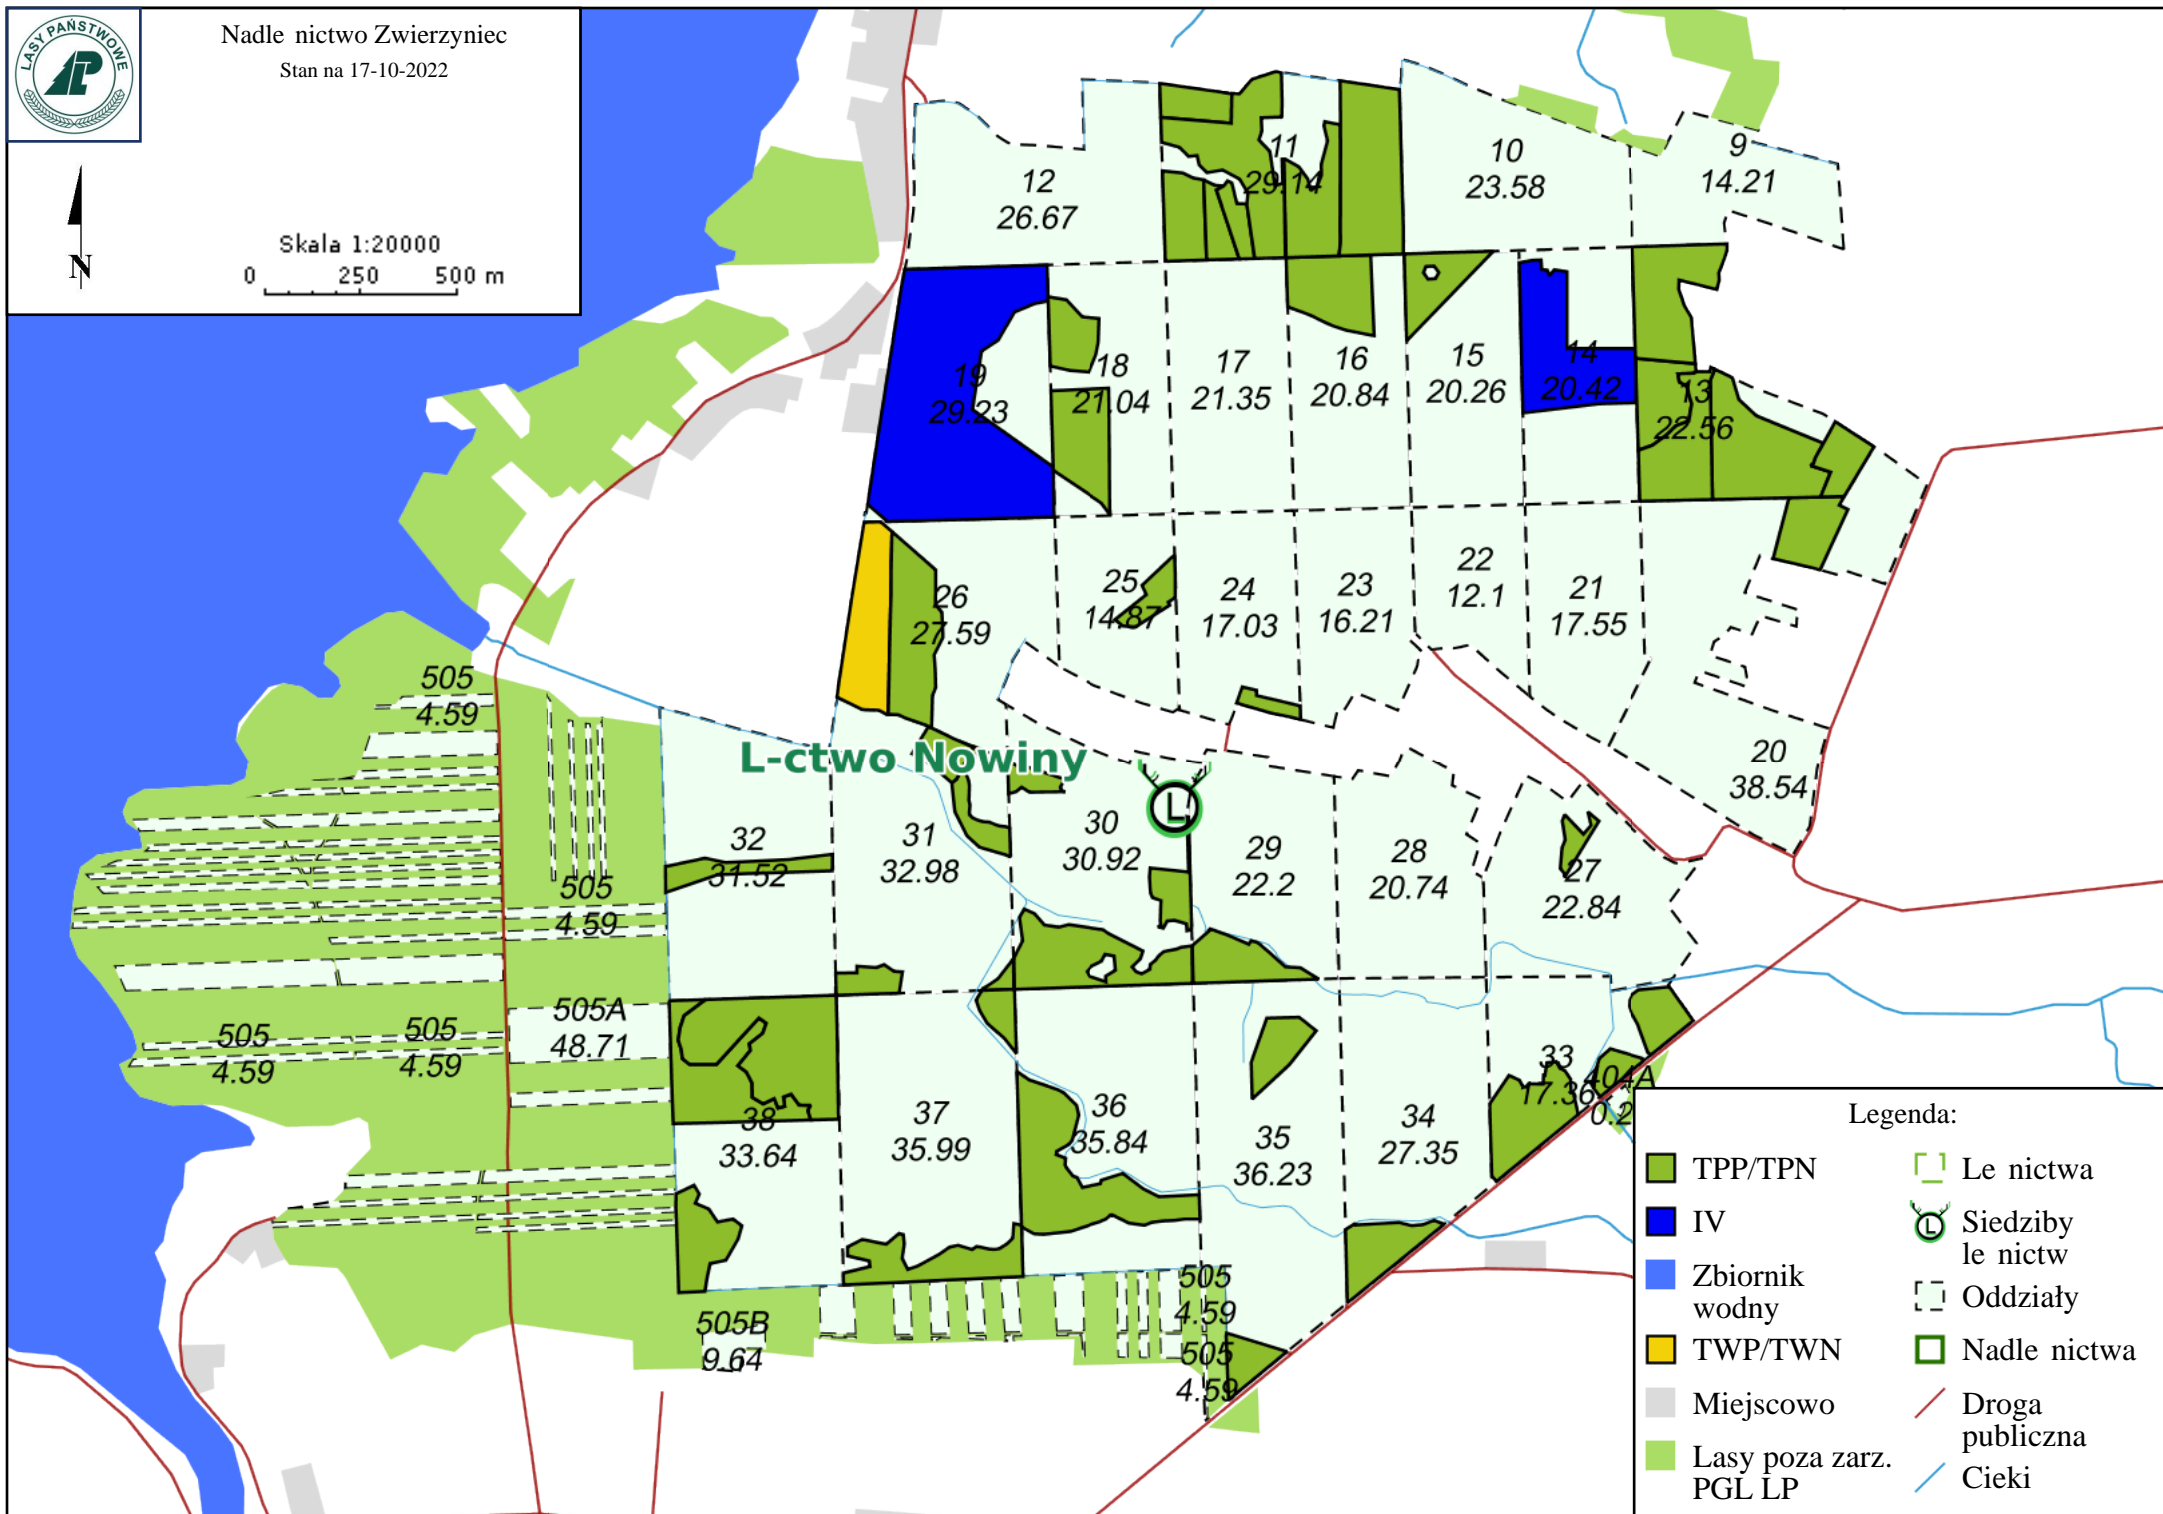 LASY PAŃSTWOWE
LP
Nadle nictwo Zwierzyniec
Stan na 17-10-2022
N
Skala 1:20000
0 250 500 m
12
26.67
11
29.14
10
23.58
9
14.21
19
29.23
18
21.04
17
21.35
16
20.84
15
20.26
14
20.42
13
22.56
26
27.59
25
14.87
24
17.03
23
16.21
22
12.1
21
17.55
20
38.54
505
4.59
L-ctwo Nowiny
L
32
31.52
31
32.98
30
30.92
29
22.2
28
20.74
27
22.84
505
4.59
505A
48.71
505
4.59
505
4.59
38
33.64
37
35.99
36
35.84
35
36.23
34
27.35
33
17.36
404A
0.2
505B
9.64
505
4.59
505
4.59
Legenda:
TPP/TPN
IV
Zbiornik
wodny
TWP/TWN
Miejscowo
Lasy poza zarz.
PGL LP
Le nictwa
L
Siedziby
le nictw
Oddziały
Nadle nictwa
Droga
publiczna
Cieki